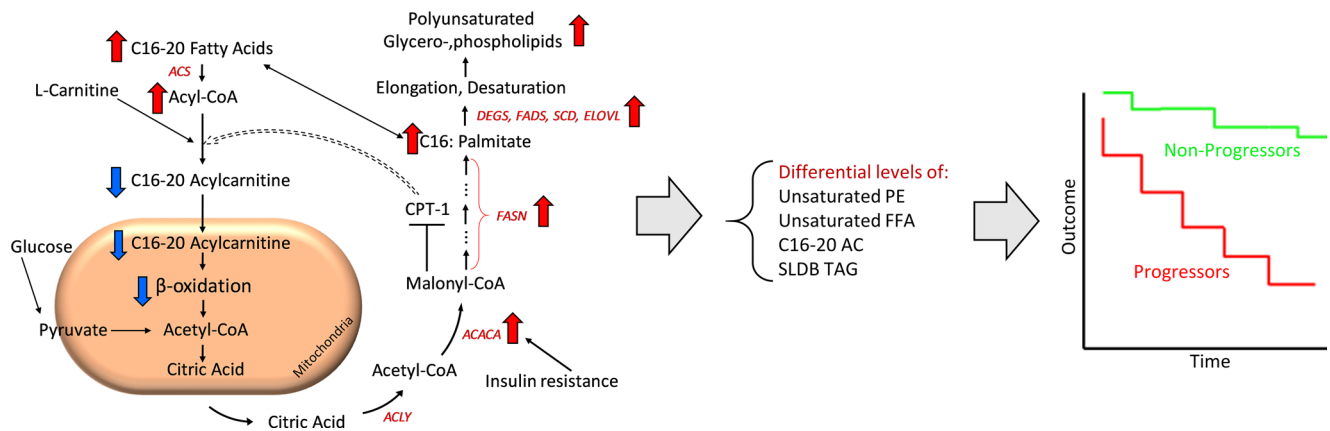 C16-20 Fatty Acids
ACS
L-Carnitine
Acyl-CoA
C16-20 Acylcarnitine
C16-20 Acylcarnitine
Glucose
β-oxidation
Pyruvate
Acetyl-CoA
Citric Acid
Mitochondria
Citric Acid
ACLY
Acetyl-CoA
ACACA
Insulin resistance
Malonyl-CoA
CPT-1
FASN
C16: Palmitate
DEGS, FADS, SCD, ELOVL
Elongation, Desaturation
Polyunsaturated
Glycero-,phospholipids
Differential levels of:
Unsaturated PE
Unsaturated FFA
C16-20 AC
SLDB TAG
Outcome
Non-Progressors
Progressors
Time